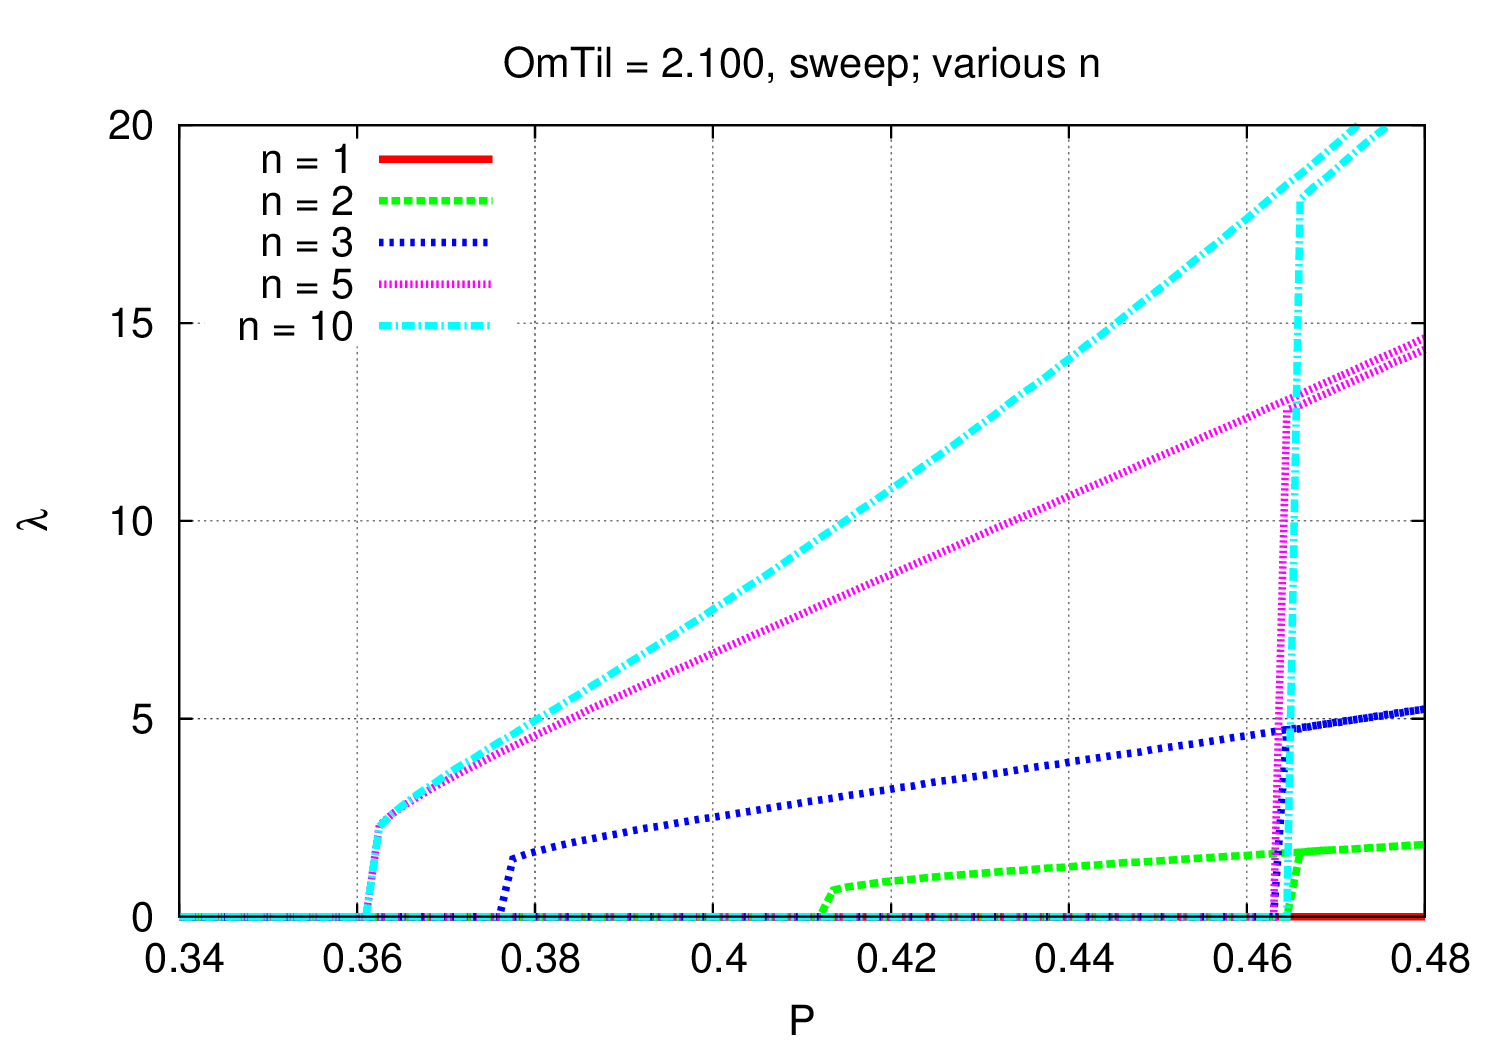 OmTil = 2.100, sweep; various n
20
n = 1
n = 2
n = 3
n = 5
n = 10
15
10
λ
5
0
0.34 0.36 0.38 0.4 0.42 0.44 0.46 0.48
P